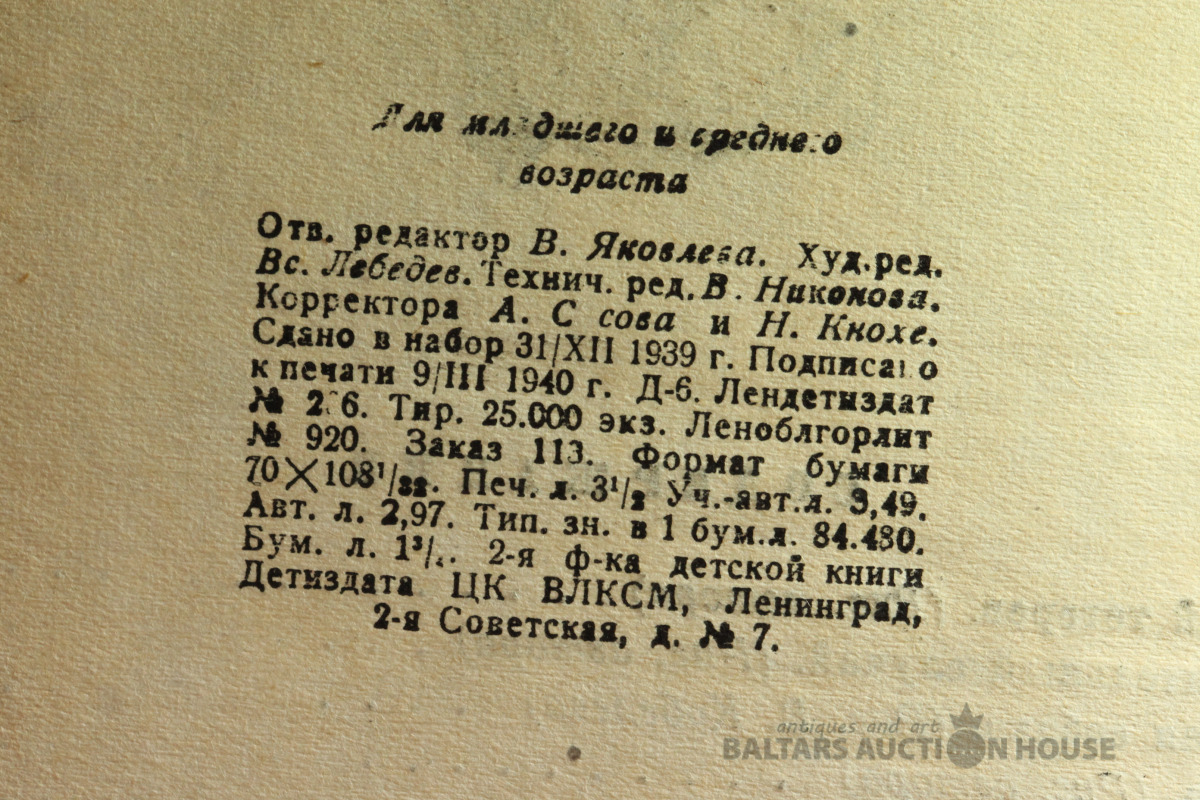 Для младшего и среднего
возраста
Отв. редактор В. Яковлева. Худ.ред.
Вс. Лебедев. Технич. ред. В. Никонова.
Корректора А. и Н. Кнохе.
Сдано в набор 31/XII 1939 г. Подписано
к печати 9/III 1940 г. Д-6. Лендетиздат
№ Тир. 25.000 экз. Леноблгорлит
№ 920. Заказ 113. Формат бумаги
70×108¹/₃₂. Печ. л. 3¹/₂ Уч.-авт.л. 3,49.
Авт. л. 2,97. Тип. зн. в 1 бум.л. 84.480.
Бум. л. 2-я ф-ка детской книги
Детиздата ЦК ВЛКСМ, Ленинград,
2-я Советская, д. № 7.
antiques and art
BALTARS AUCTION HOUSE